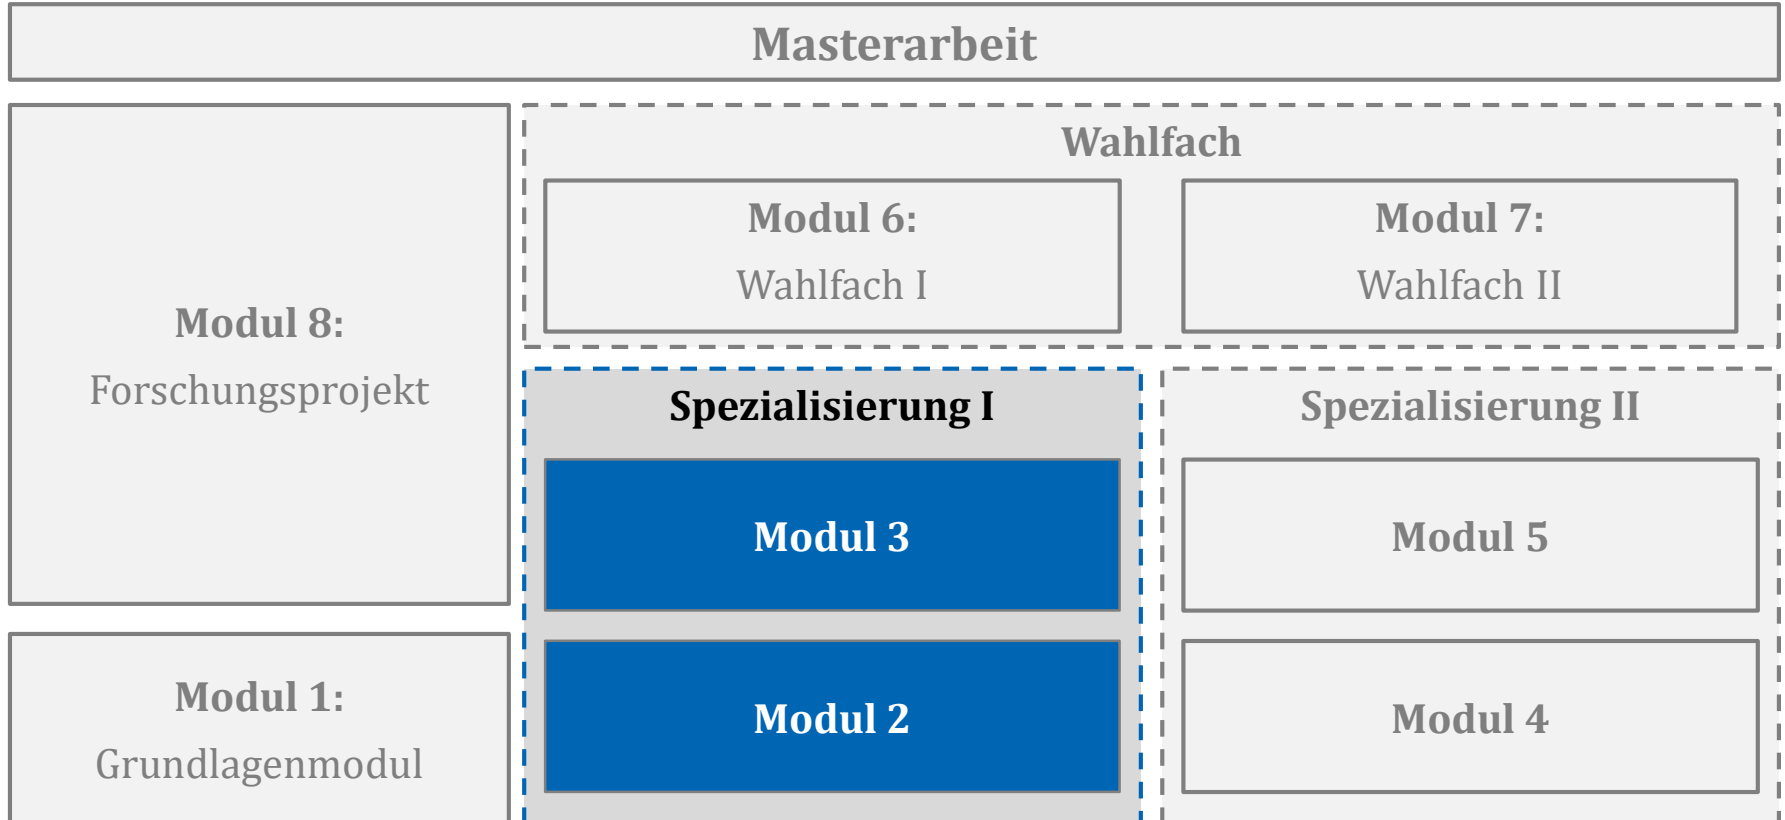 Masterarbeit
Modul 8:
Forschungsprojekt
Wahlfach
Modul 6:
Wahlfach I
Modul 7:
Wahlfach II
Spezialisierung I
Modul 3
Modul 2
Spezialisierung II
Modul 5
Modul 4
Modul 1:
Grundlagenmodul